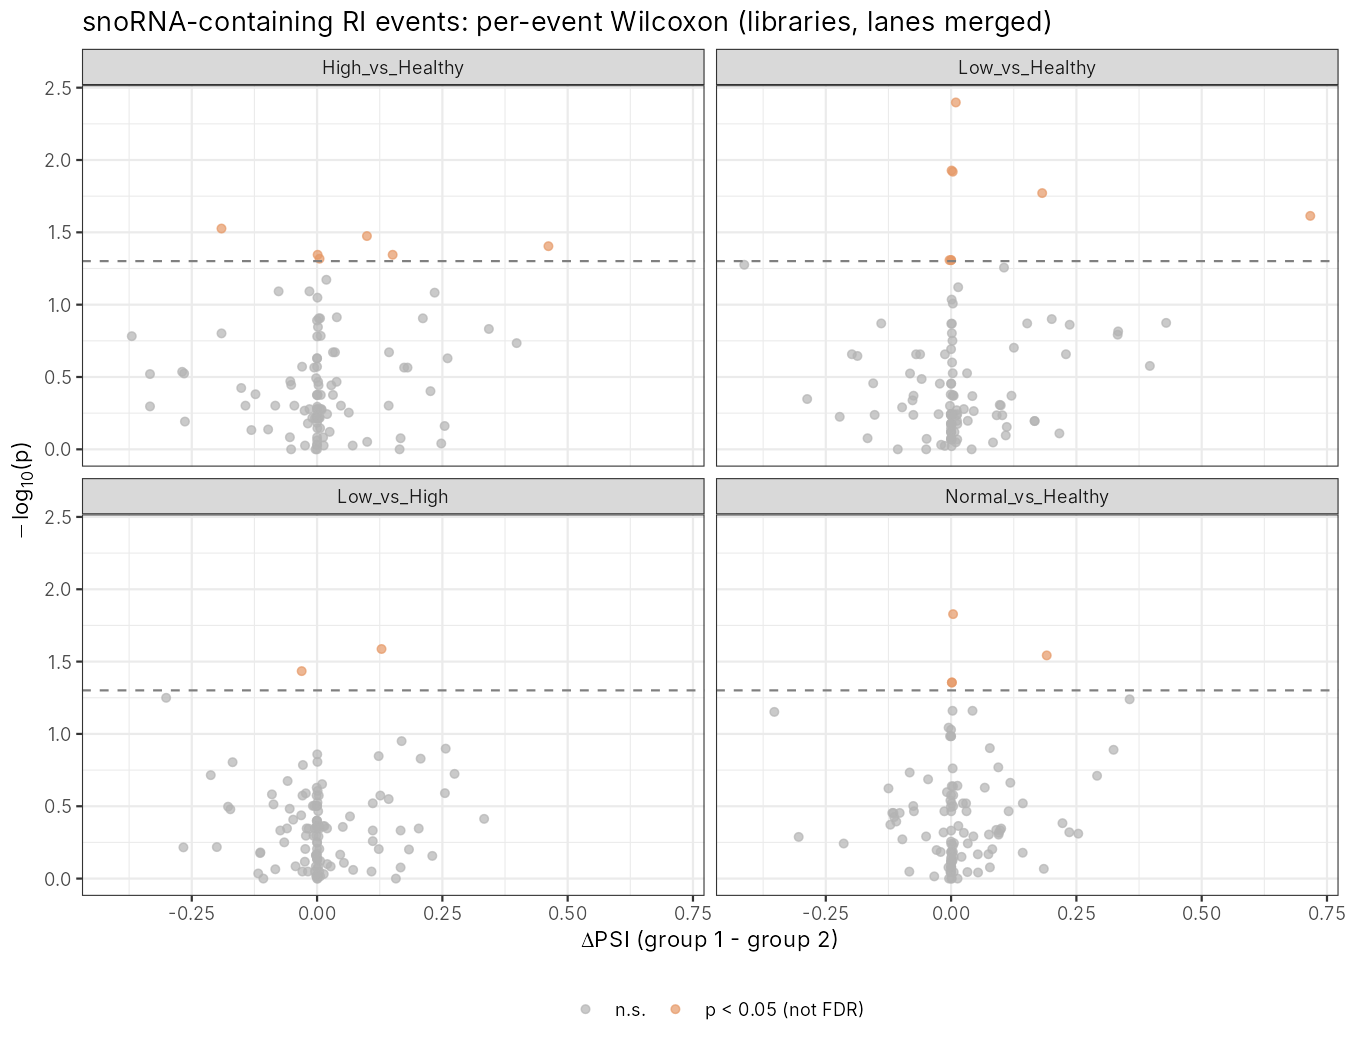 snoRNA-containing RI events: per-event Wilcoxon (libraries, lanes merged)
High_vs_Healthy
Low_vs_Healthy
2.5
2.0
1.5
1.0
0.5
0.0
Low_vs_High
Normal_vs_Healthy
2.5
2.0
1.5
1.0
0.5
0.0
− log₁₀(p)
-0.25 0.00 0.25 0.50 0.75
-0.25 0.00 0.25 0.50 0.75
ΔPSI (group 1 - group 2)
n.s. p < 0.05 (not FDR)